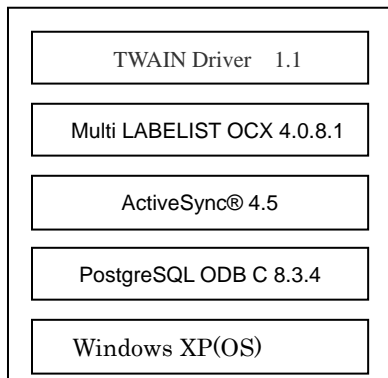 TWAIN Driver 1.1
Multi LABELIST OCX 4.0.8.1
ActiveSync® 4.5
PostgreSQL ODB C 8.3.4
Windows XP(OS)